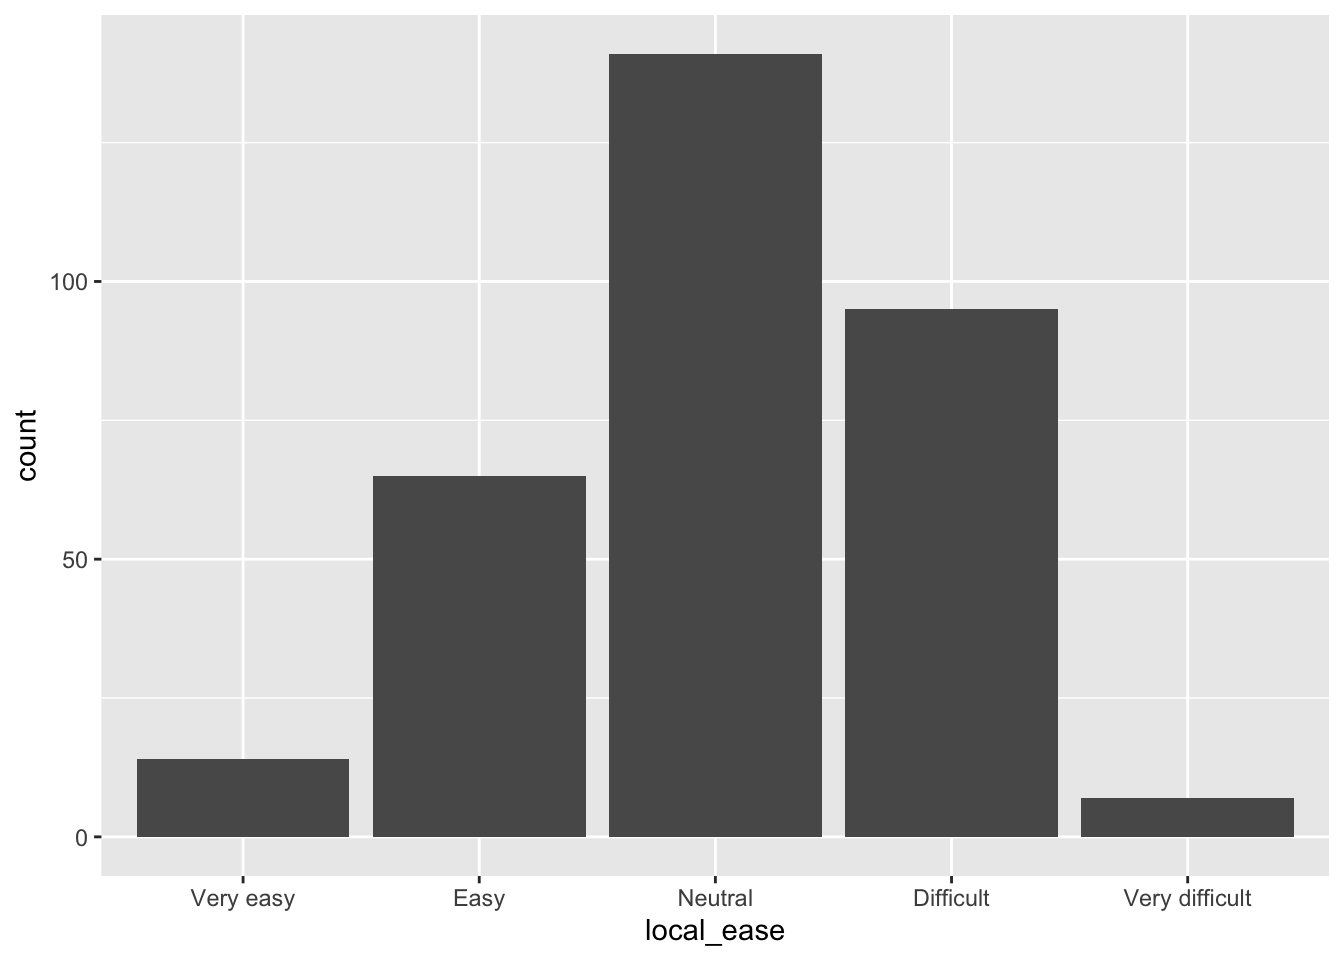 count
100
50
0
Very easy
Easy
Neutral
Difficult
Very difficult
local_ease